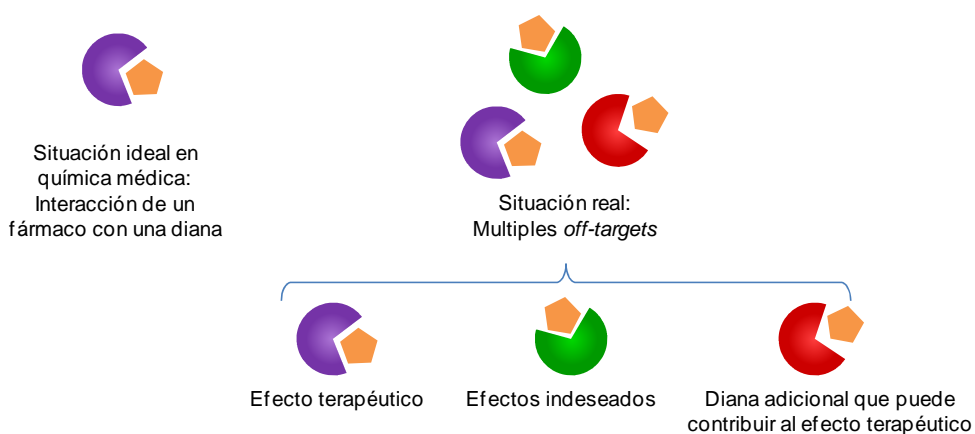 Situación ideal en
química médica:
Interacción de un
fármaco con una diana
Situación real:
Multiples off-targets
Efecto terapéutico
Efectos indeseados
Diana adicional que puede
contribuir al efecto terapéutico